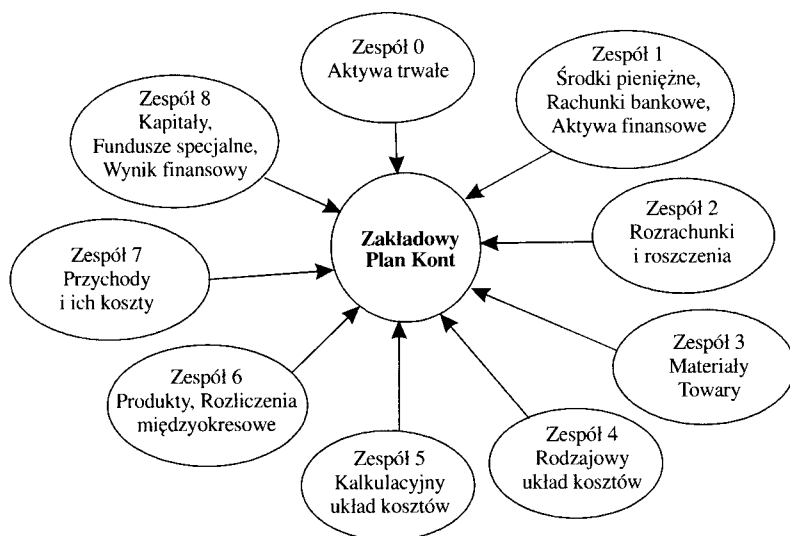 Zespół 0
Aktywa trwałe
Zespół 1
Środki pieniężne,
Rachunki bankowe,
Aktywa finansowe
Zespół 2
Rozrachunki
i roszczenia
Zespół 3
Materiały
Towary
Zespół 4
Rodzajowy
układ kosztów
Zespół 5
Kalkulacyjny
układ kosztów
Zespół 6
Produkty, Rozliczenia
międzyokresowe
Zespół 7
Przychody
i ich koszty
Zespół 8
Kapitały,
Fundusze specjalne,
Wynik finansowy
Zakładowy
Plan Kont